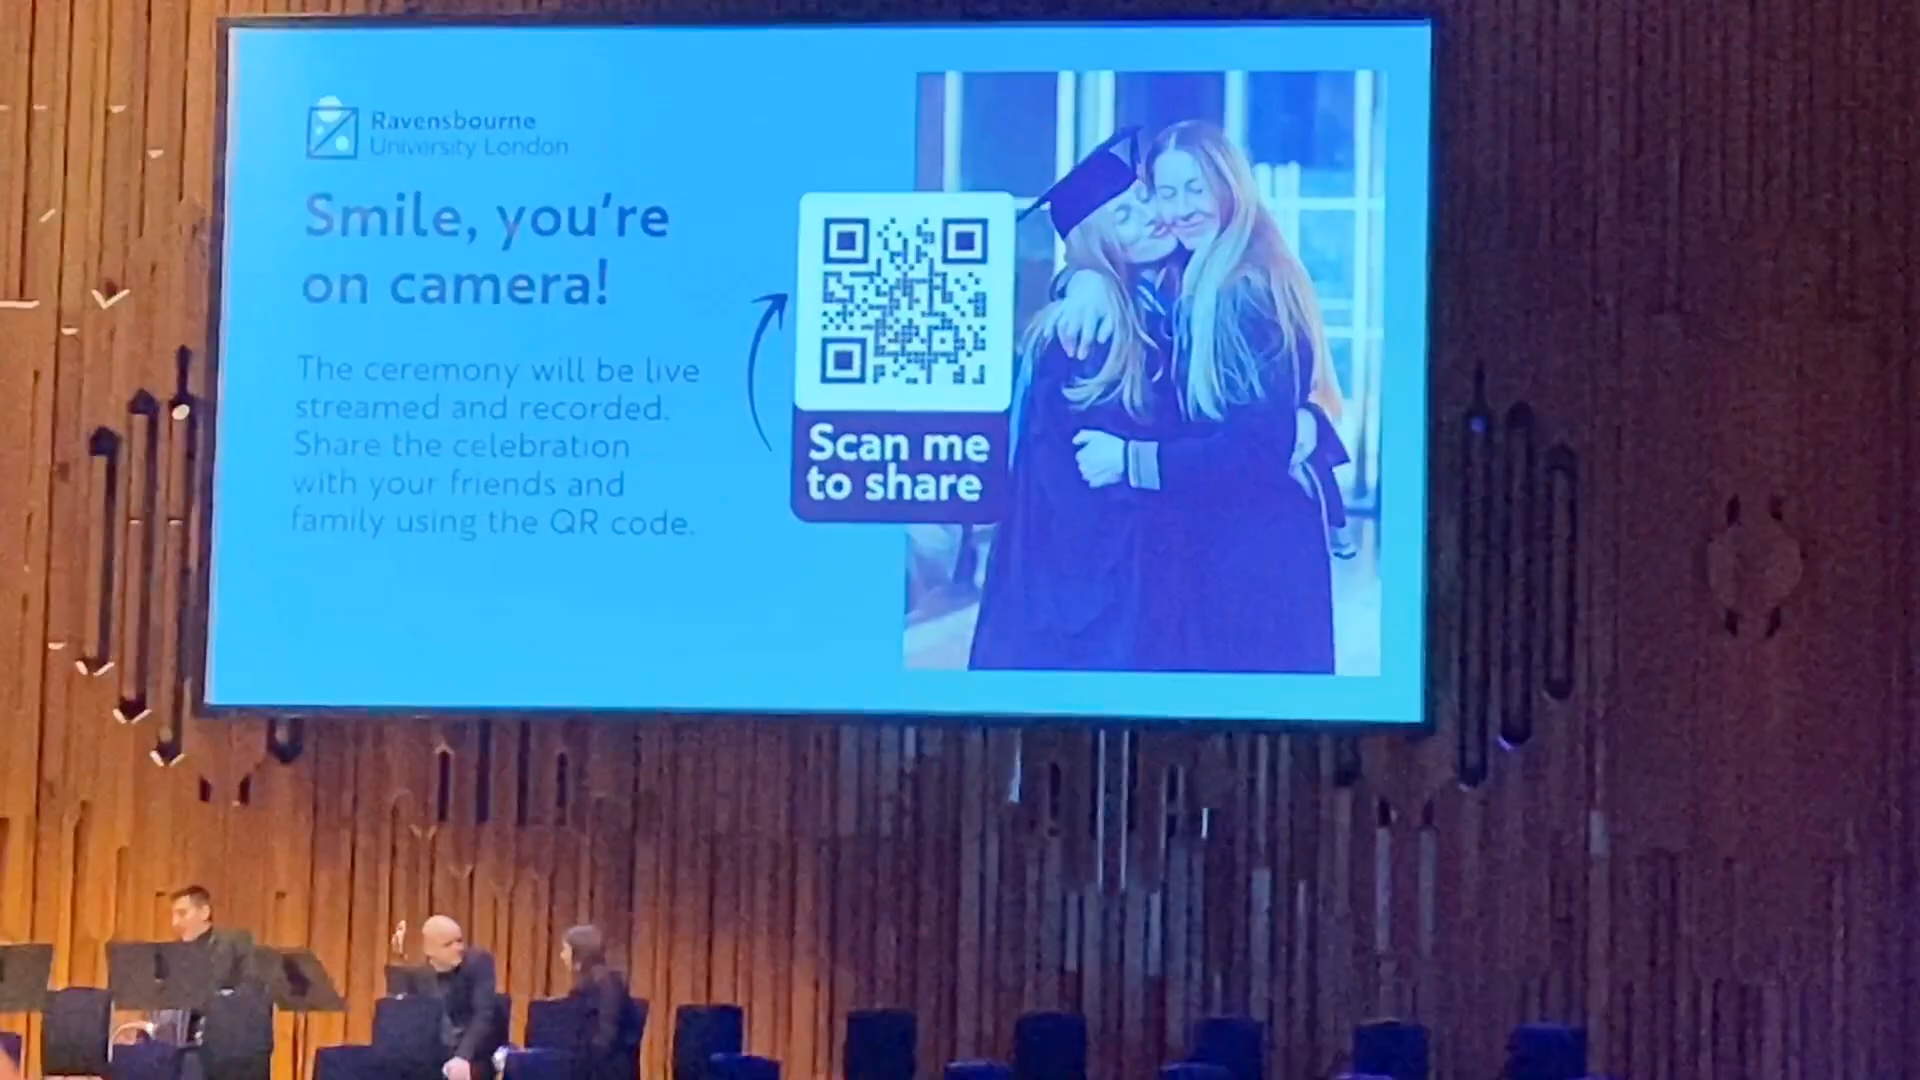 Ravensbourne
University London
Smile, you're
on camera!
The ceremony will be live
streamed and recorded.
Share the celebration
with your friends and
family using the QR code.
Scan me
to share